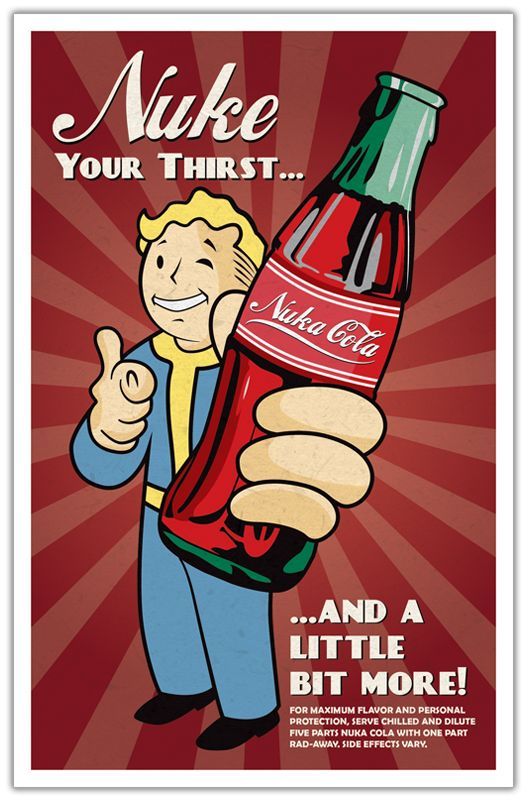 Nuke
YOUR THIRST...
Nuka Cola
...AND A
LITTLE
BIT MORE!
FOR MAXIMUM FLAVOR AND PERSONAL
PROTECTION, SERVE CHILLED AND DILUTE
FIVE PARTS NUKA COLA WITH ONE PART
RAD-AWAY. SIDE EFFECTS VARY.